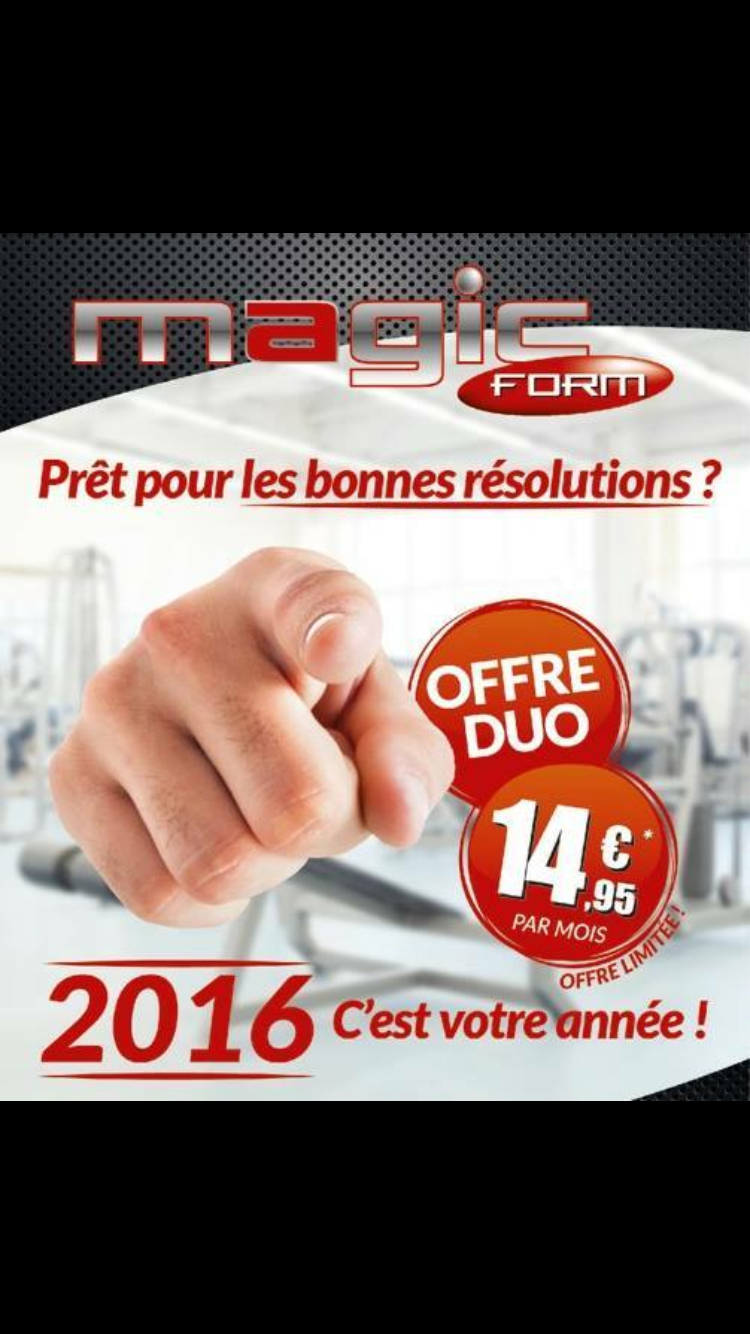 magic
FORM
Prêt pour les bonnes résolutions ?
OFFRE
DUO
14€*
,95
PAR MOIS
OFFRE LIMITÉE !
2016 C'est votre année !